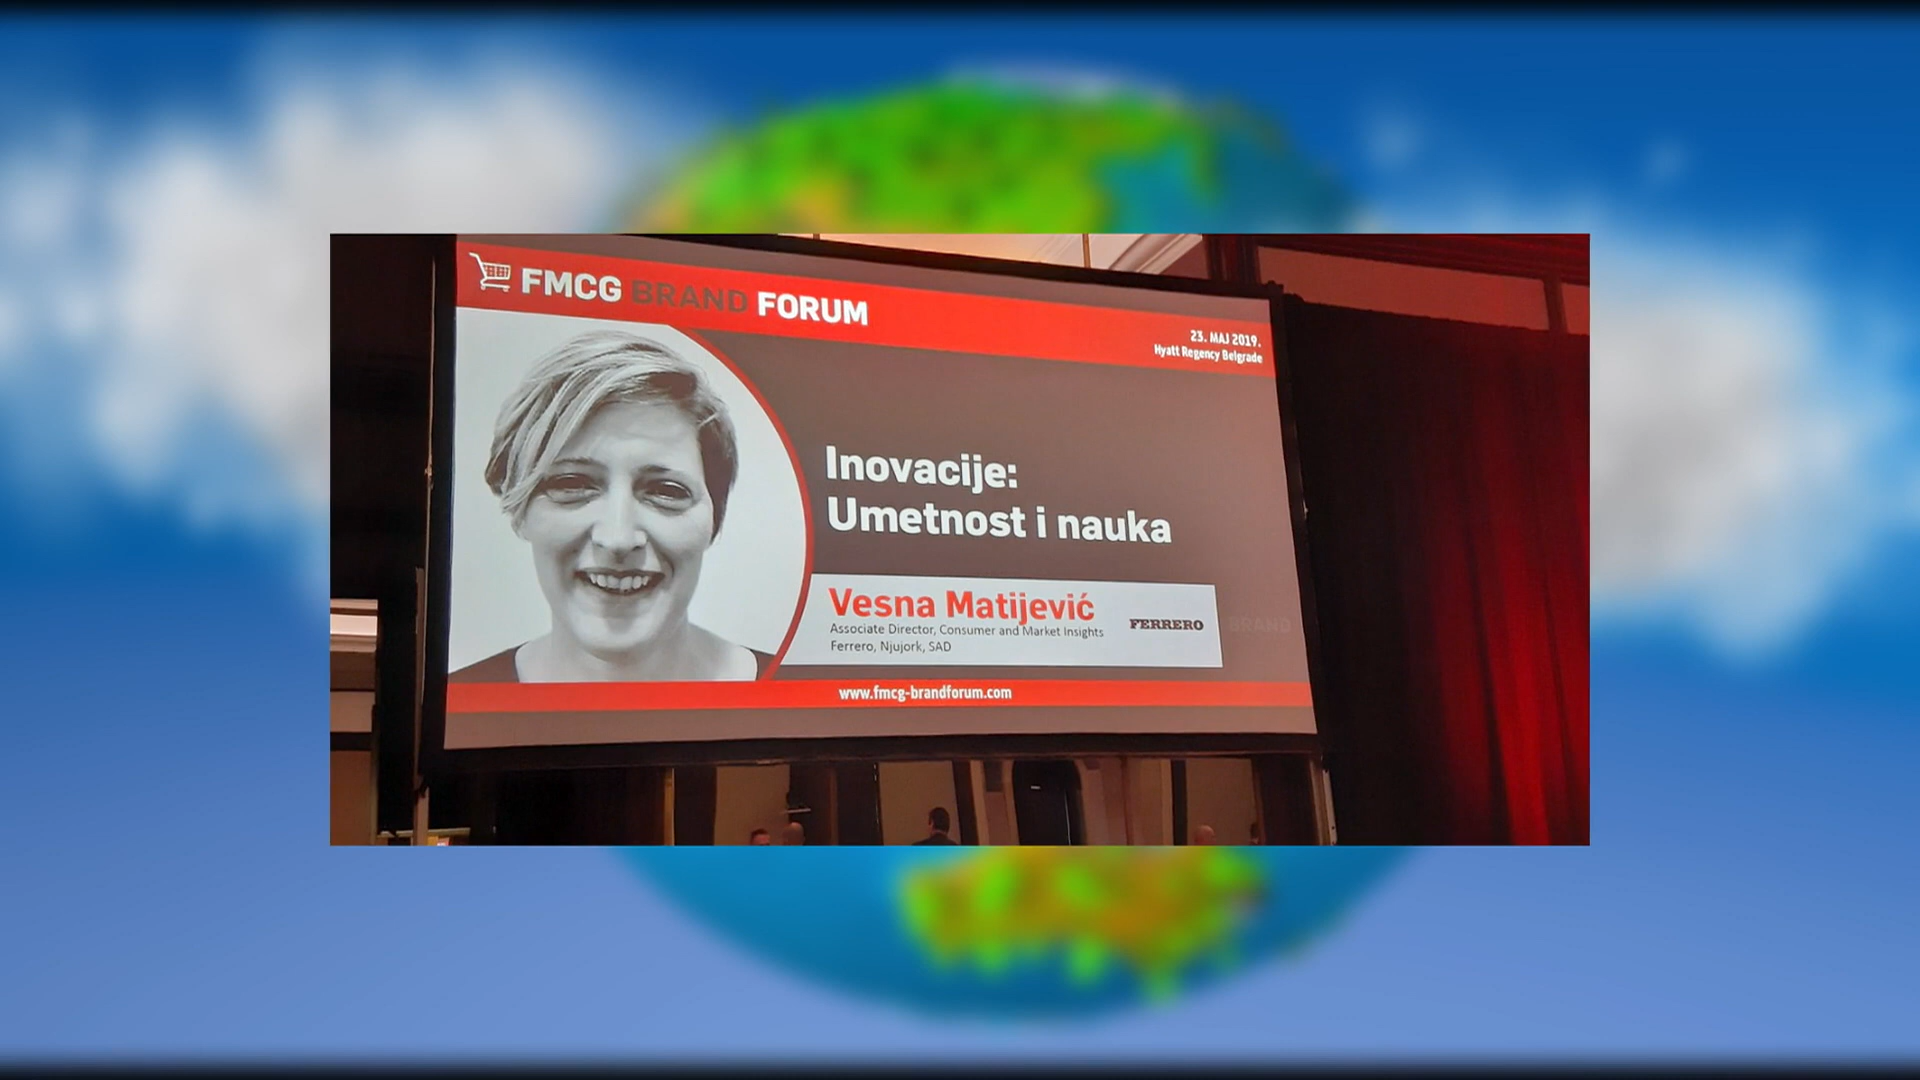 FMCG BRAND FORUM
23. MAJ 2019.
Hyatt Regency Belgrade
Inovacije:
Umetnost i nauka
Vesna Matijević
Associate Director, Consumer and Market Insights
Ferrero, Njujork, SAD
FERRERO
BRAND
www.fmcg-brandforum.com